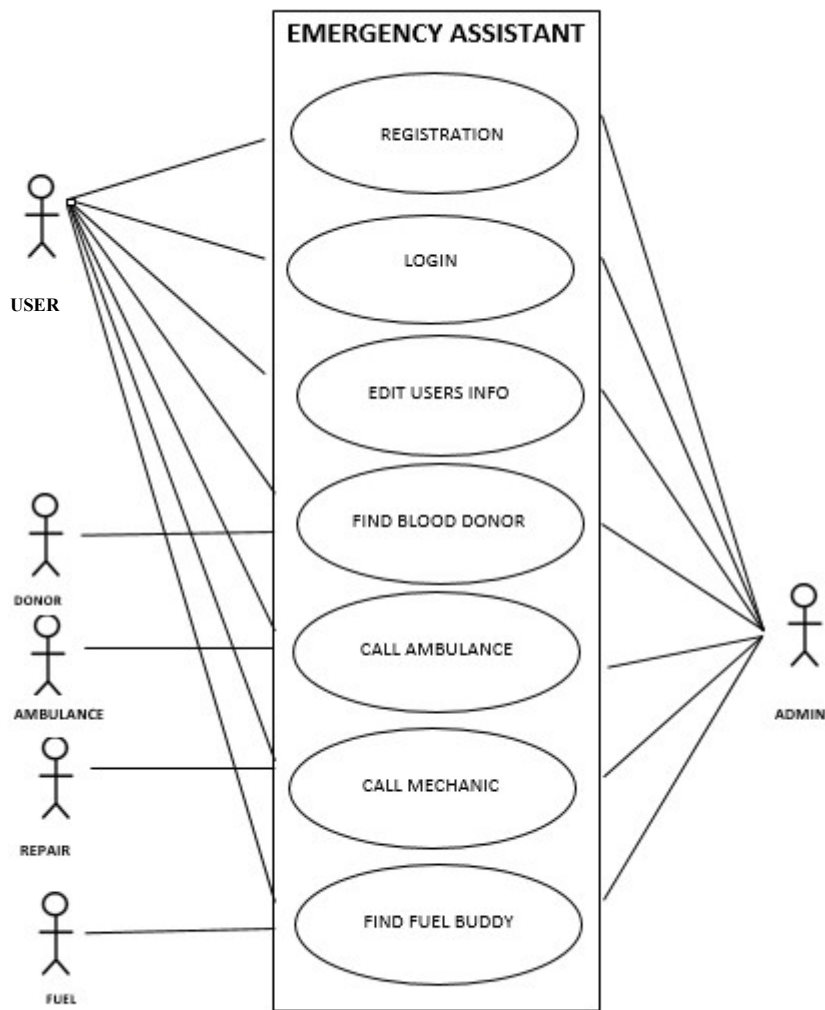 EMERGENCY ASSISTANT
REGISTRATION
LOGIN
USER
EDIT USERS INFO
FIND BLOOD DONOR
DONOR
CALL AMBULANCE
AMBULANCE
ADMIN
CALL MECHANIC
REPAIR
FIND FUEL BUDDY
FUEL